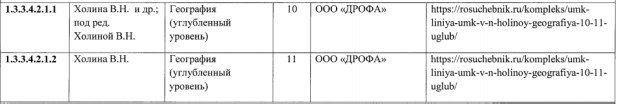 1.3.3.4.2.1.1 Холина В.Н. и др.; География 10 ООО «ДРОФА» https://rosuchebnik.ru/kompleks/umk-
под ред. (углубленный liniya-umk-v-n-holinoy-geografiya-10-11-
Холиной В.Н. уровень) uglub/
1.3.3.4.2.1.2 Холина В.Н. География 11 ООО «ДРОФА» https://rosuchebnik.ru/kompleks/umk-
(углубленный liniya-umk-v-n-holinoy-geografiya-10-11-
уровень) uglub/